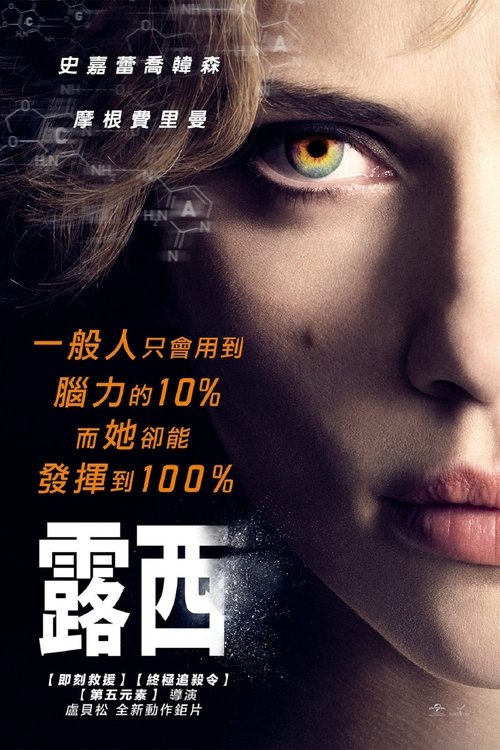 史嘉蕾喬韓森
摩根費里曼
一般人只會用到
腦力的10%
而她卻能
發揮到100%
露西
【即刻救援】【終極追殺令】
【第五元素】導演
盧貝松 全新動作鉅片